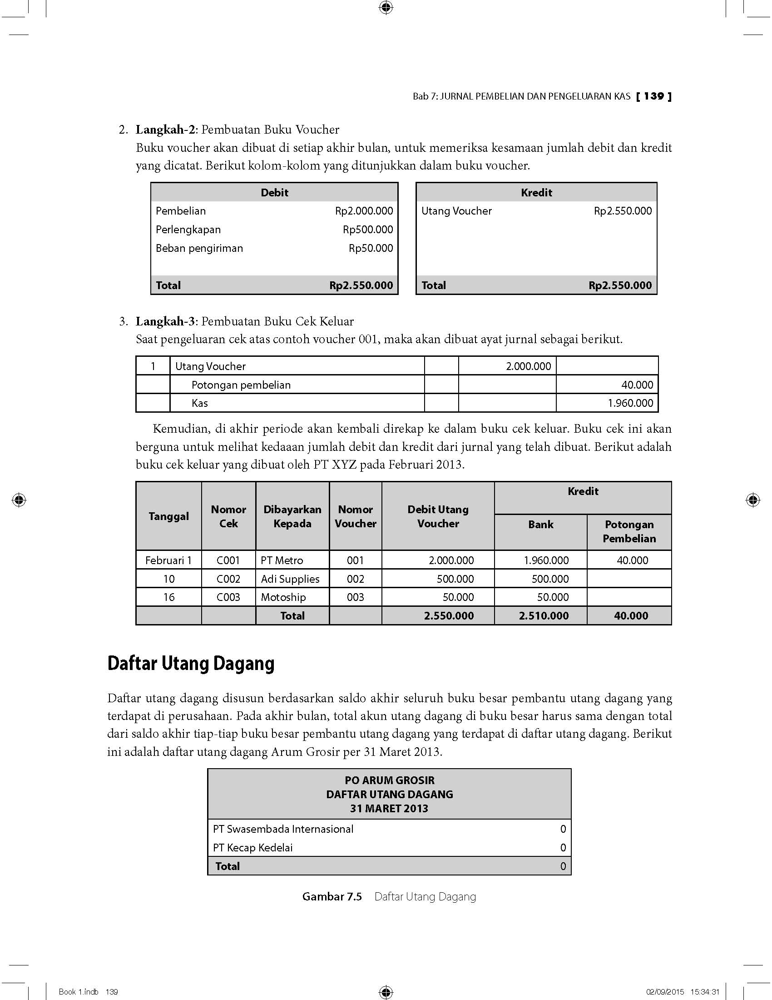 Bab 7: JURNAL PEMBELIAN DAN PENGELUARAN KAS [ 139 ]
2. Langkah-2: Pembuatan Buku Voucher
Buku voucher akan dibuat di setiap akhir bulan, untuk memeriksa kesamaan jumlah debit dan kredit
yang dicatat. Berikut kolom-kolom yang ditunjukkan dalam buku voucher.
Debit
Pembelian Rp2.000.000
Perlengkapan Rp500.000
Beban pengiriman Rp50.000
Total Rp2.550.000
Kredit
Utang Voucher Rp2.550.000
Total Rp2.550.000
3. Langkah-3: Pembuatan Buku Cek Keluar
Saat pengeluaran cek atas contoh voucher 001, maka akan dibuat ayat jurnal sebagai berikut.
1 Utang Voucher 2.000.000
Potongan pembelian 40.000
Kas 1.960.000
Kemudian, di akhir periode akan kembali direkap ke dalam buku cek keluar. Buku cek ini akan
berguna untuk melihat kedaaan jumlah debit dan kredit dari jurnal yang telah dibuat. Berikut adalah
buku cek keluar yang dibuat oleh PT XYZ pada Februari 2013.
Tanggal
Nomor
Cek
Dibayarkan
Kepada
Nomor
Voucher
Debit Utang
Voucher
Kredit
Bank
Potongan
Pembelian
Februari 1 C001 PT Metro 001 2.000.000 1.960.000 40.000
10 C002 Adi Supplies 002 500.000 500.000
16 C003 Motoship 003 50.000 50.000
Total 2.550.000 2.510.000 40.000
Daftar Utang Dagang
Daftar utang dagang disusun berdasarkan saldo akhir seluruh buku besar pembantu utang dagang yang
terdapat di perusahaan. Pada akhir bulan, total akun utang dagang di buku besar harus sama dengan total
dari saldo akhir tiap-tiap buku besar pembantu utang dagang yang terdapat di daftar utang dagang. Berikut
ini adalah daftar utang dagang Arum Grosir per 31 Maret 2013.
PO ARUM GROSIR
DAFTAR UTANG DAGANG
31 MARET 2013
PT Swasembada Internasional 0
PT Kecap Kedelai 0
Total 0
Gambar 7.5 Daftar Utang Dagang
Book 1.indb 139
02/09/2015 15:34:31